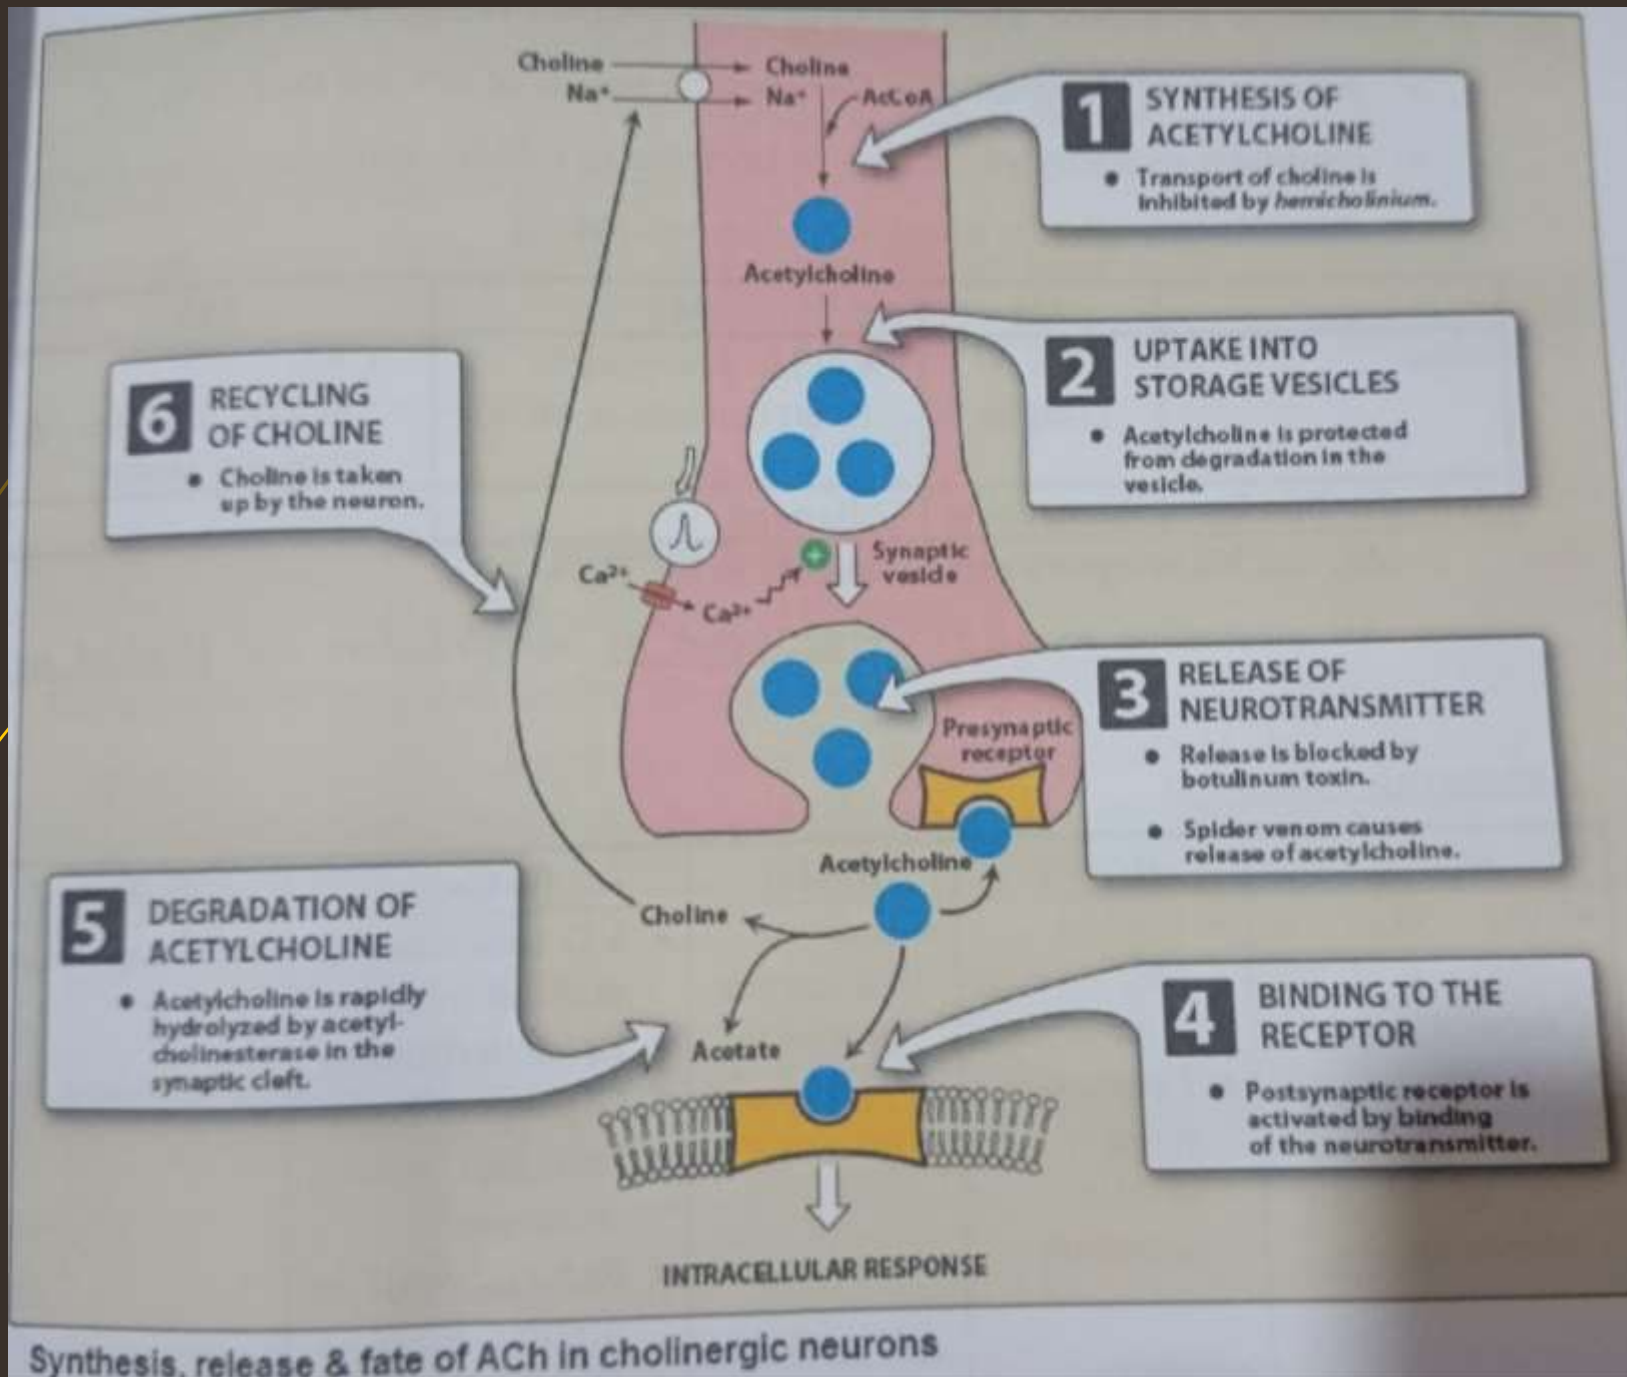 Choline
Choline
Na⁺
Na⁺
AcCoA
1
SYNTHESIS OF
ACETYLCHOLINE
• Transport of choline is
inhibited by hemicholinium.
Acetylcholine
2
UPTAKE INTO
STORAGE VESICLES
• Acetylcholine is protected
from degradation in the
vesicle.
6
RECYCLING
OF CHOLINE
• Choline is taken
up by the neuron.
+
Synaptic
vesicle
Ca²⁺
Ca²⁺
3
RELEASE OF
NEUROTRANSMITTER
• Release is blocked by
botulinum toxin.
• Spider venom causes
release of acetylcholine.
Presynaptic
receptor
Acetylcholine
Choline
5
DEGRADATION OF
ACETYLCHOLINE
• Acetylcholine is rapidly
hydrolyzed by acetyl-
cholinesterase in the
synaptic cleft.
Acetate
4
BINDING TO THE
RECEPTOR
• Postsynaptic receptor is
activated by binding
of the neurotransmitter.
INTRACELLULAR RESPONSE
Synthesis, release & fate of ACh in cholinergic neurons